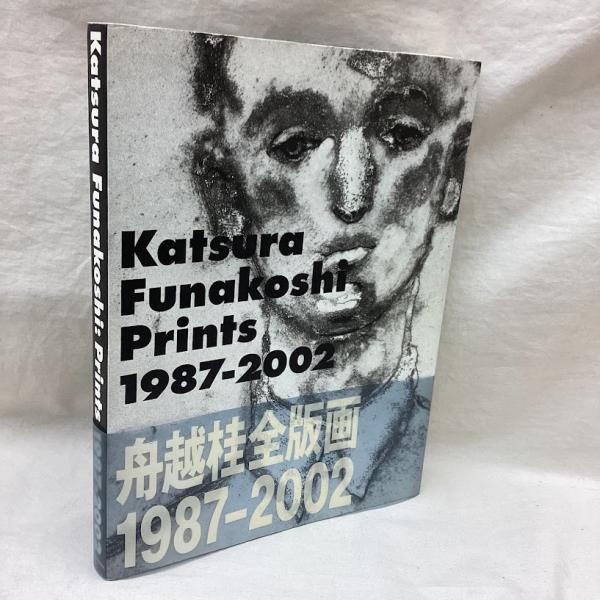 Katsura Funakoshi: Prints
Katsura
Funakoshi
Prints
1987-2002
舟越桂全版画
1987-2002